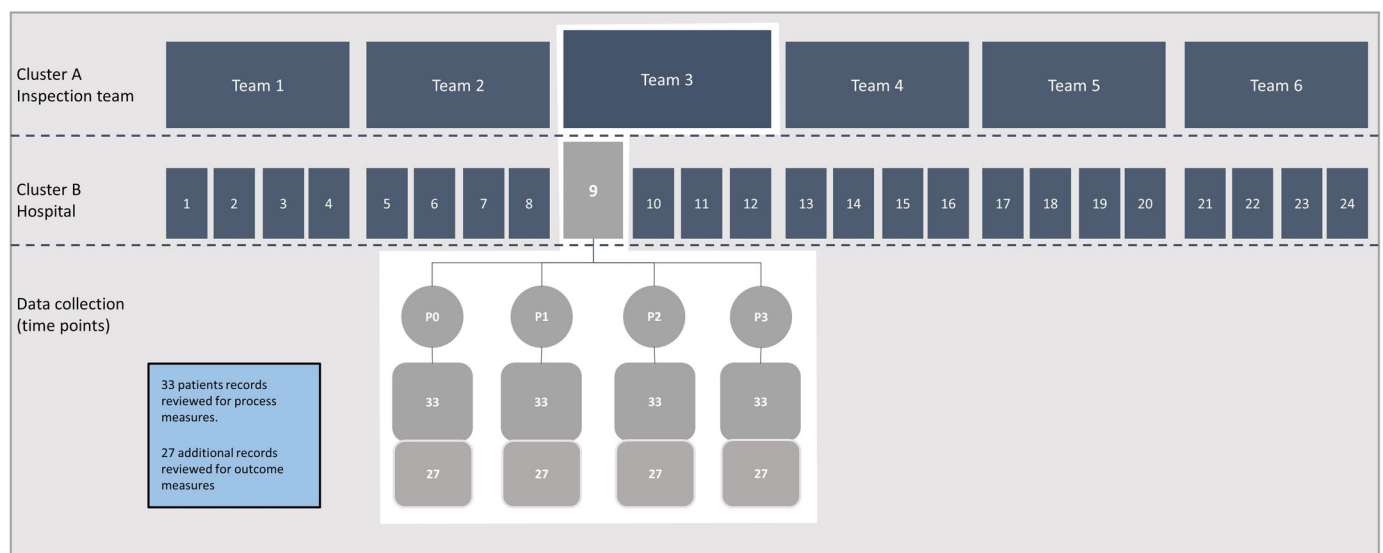 Cluster A
Inspection team
Team 1
Team 2
Team 3
Team 4
Team 5
Team 6
Cluster B
Hospital
1 2 3 4 5 6 7 8 9 10 11 12 13 14 15 16 17 18 19 20 21 22 23 24
Data collection
(time points)
P0 P1 P2 P3
33 33 33 33
27 27 27 27
33 patients records
reviewed for process
measures.
27 additional records
reviewed for outcome
measures